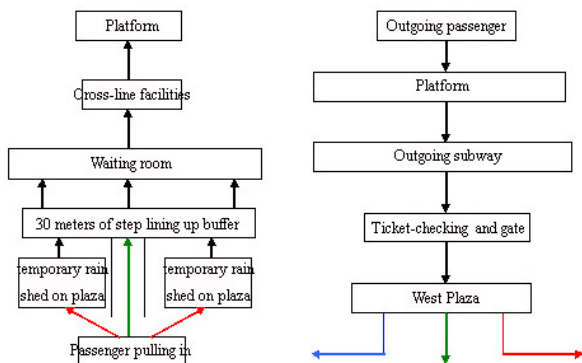 Platform
Cross-line facilities
Waiting room
30 meters of step lining up buffer
temporary rain
shed on plaza
temporary rain
shed on plaza
Passenger pulling in
Outgoing passenger
Platform
Outgoing subway
Ticket-checking and gate
West Plaza